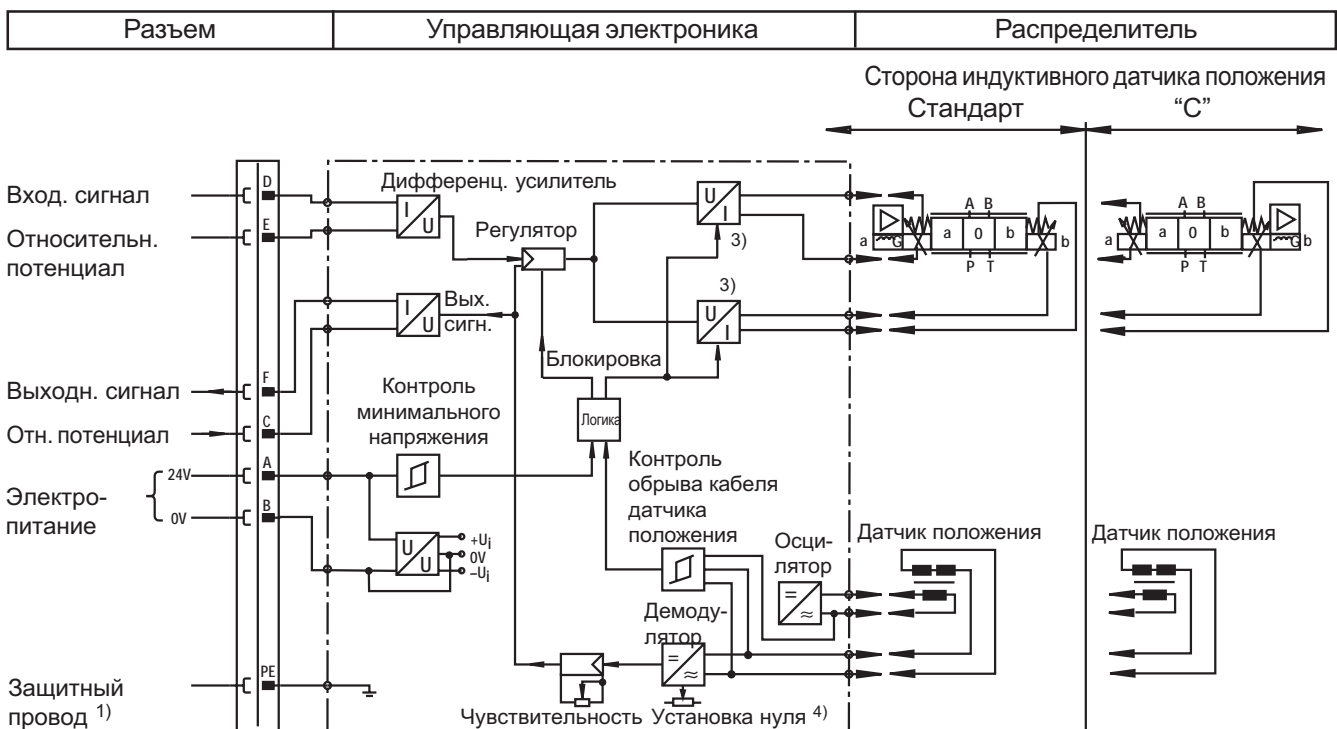 Разъем
Управляющая электроника
Распределитель
Сторона индуктивного датчика положения
Стандарт
“C”
Вход. сигнал
Относительн.
потенциал
Выходн. сигнал
Отн. потенциал
Электро-
питание
24V
0V
Защитный
провод 1)
D
E
F
C
A
B
PE
Дифференц. усилитель
I
U
Регулятор
I
U
Вых.
сигн.
U
I
3)
3)
U
I
Блокировка
Контроль
минимального
напряжения
Логика
Контроль
обрыва кабеля
датчика
положения
U
U
+Ui
0V
–Ui
Осци-
лятор
=
≈
Демоду-
лятор
=
≈
Чувствительность
Установка нуля 4)
A B
a
G
a
0
b
b
P T
A B
a
a
0
b
G
b
P T
Датчик положения
Датчик положения